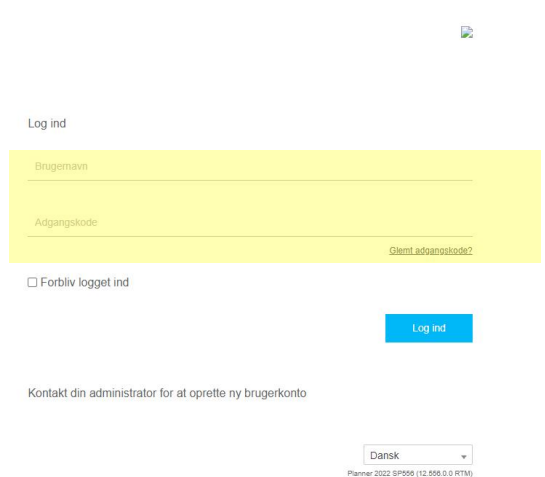 Log ind
Brugernavn
Adgangskode
Glemt adgangskode?
Forbliv logget ind
Log ind
Kontakt din administrator for at oprette ny brugerkonto
Dansk
Planner 2022 SP556 (12.556.0.0 RTM)